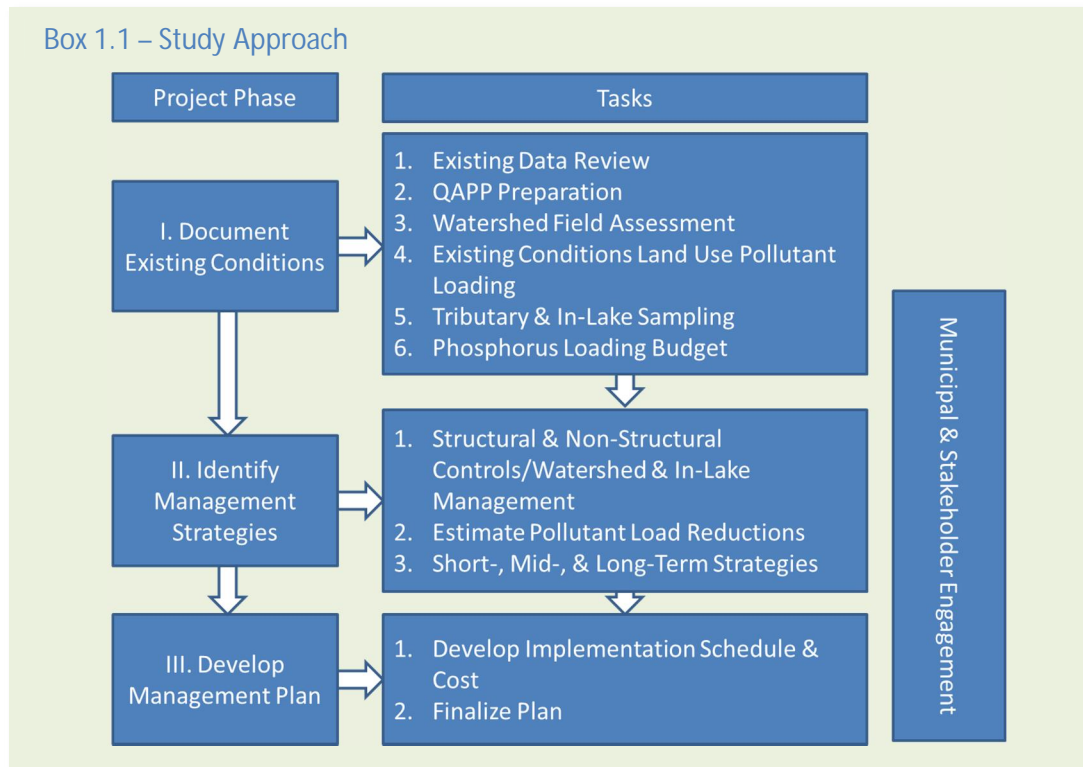 Box 1.1 – Study Approach
Project Phase
Tasks
I. Document
Existing Conditions
1. Existing Data Review
2. QAPP Preparation
3. Watershed Field Assessment
4. Existing Conditions Land Use Pollutant
Loading
5. Tributary & In-Lake Sampling
6. Phosphorus Loading Budget
II. Identify
Management
Strategies
1. Structural & Non-Structural
Controls/Watershed & In-Lake
Management
2. Estimate Pollutant Load Reductions
3. Short-, Mid-, & Long-Term Strategies
III. Develop
Management Plan
1. Develop Implementation Schedule &
Cost
2. Finalize Plan
Municipal & Stakeholder Engagement